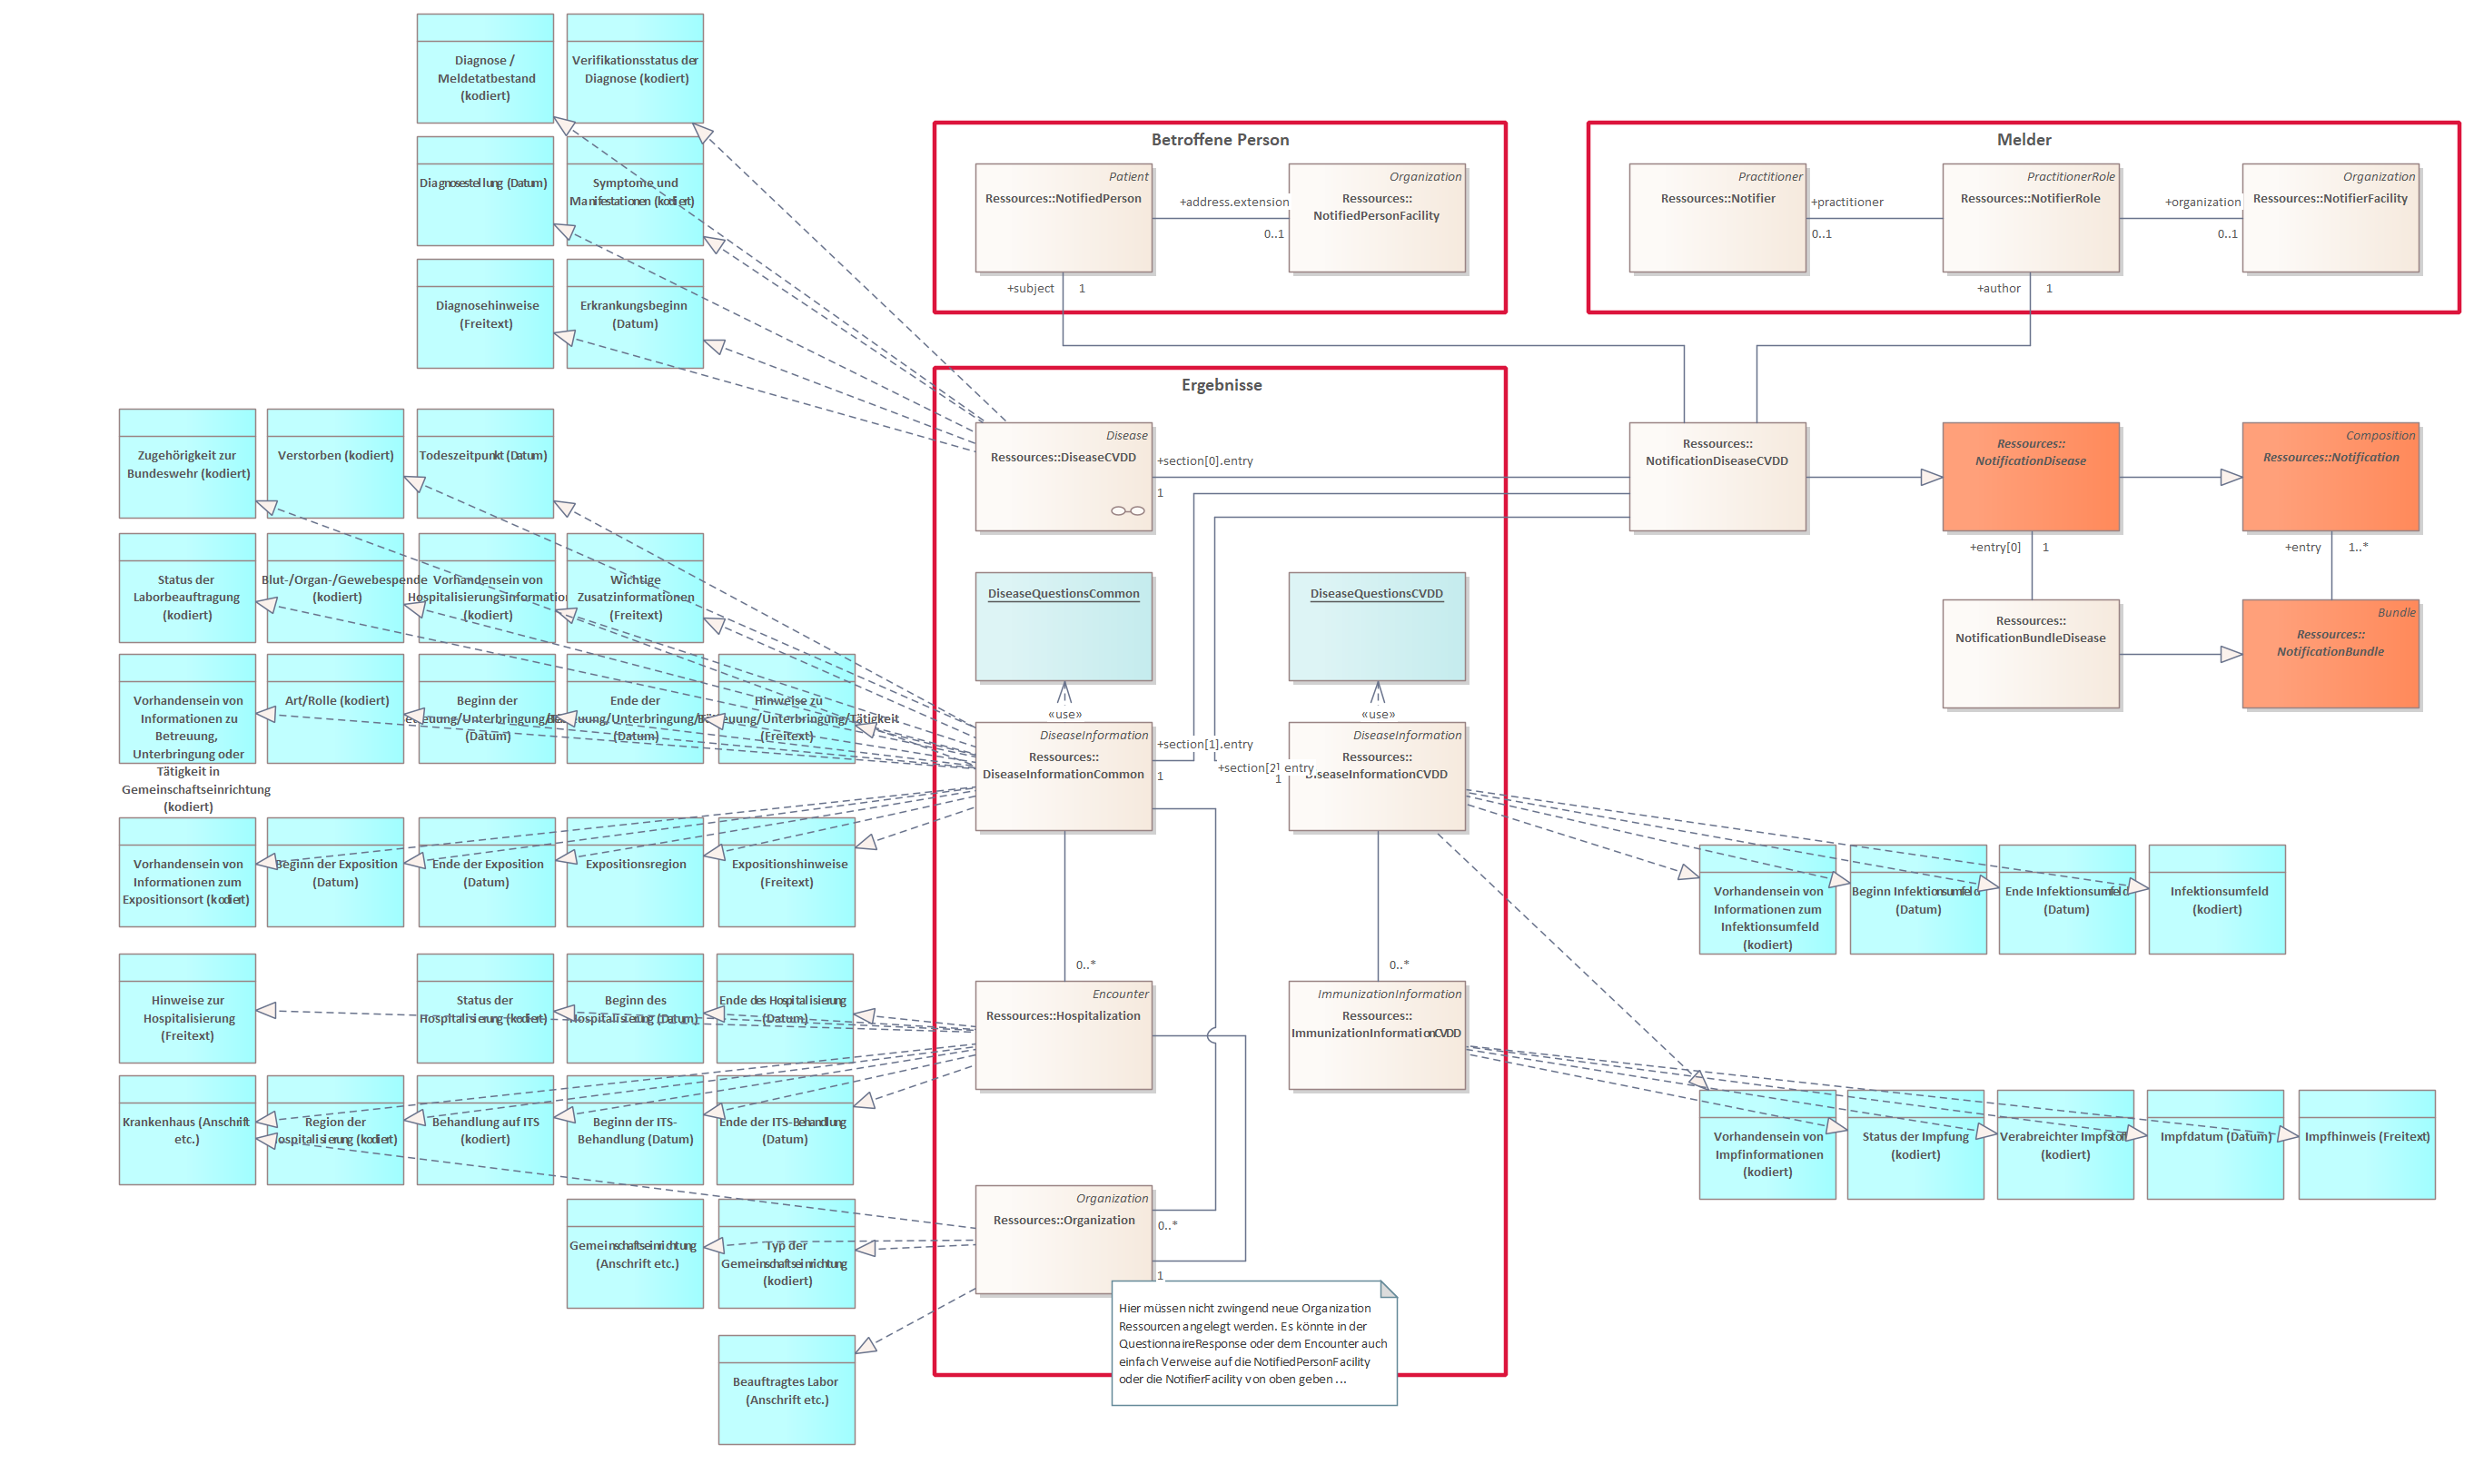 Diagnose /
Meldetatbestand
(kodiert)
Verifikationsstatus der
Diagnose (kodiert)
Diagnosestellung (Datum)
Symptome und
Manifestationen (kodiert)
Diagnosehinweise
(Freitext)
Erkrankungsbeginn
(Datum)
Betroffene Person
Patient
Ressources::NotifiedPerson
+address.extension
0..1
Organization
Ressources::
NotifiedPersonFacility
+subject
1
Melder
Practitioner
Ressources::Notifier
+practitioner
0..1
PractitionerRole
Ressources::NotifierRole
+organization
0..1
Organization
Ressources::NotifierFacility
+author
1
Ergebnisse
Disease
Ressources::DiseaseCVDD
+section[0].entry
1
Ressources::
NotificationDiseaseCVDD
Ressources::
NotificationDisease
Composition
Ressources::Notification
+entry[0]
1
+entry
1..*
Ressources::
NotificationBundleDisease
Bundle
Ressources::
NotificationBundle
DiseaseQuestionsCommon
DiseaseQuestionsCVDD
«use»
«use»
DiseaseInformation
Ressources::
DiseaseInformationCommon
+section[1].entry
1
+section[2].entry
1
DiseaseInformation
Ressources::
DiseaseInformationCVDD
0..*
0..*
Encounter
Ressources::Hospitalization
ImmunizationInformation
Ressources::
ImmunizationInformationCVDD
Organization
Ressources::Organization
0..*
1
Hier müssen nicht zwingend neue Organization
Ressourcen angelegt werden. Es könnte in der
QuestionnaireResponse oder dem Encounter auch
einfach Verweise auf die NotifiedPersonFacility
oder die NotifierFacility von oben geben ...
Zugehörigkeit zur
Bundeswehr (kodiert)
Verstorben (kodiert)
Todeszeitpunkt (Datum)
Status der
Laborbeauftragung
(kodiert)
Blut-/Organ-/Gewebespende
(kodiert)
Vorhandensein von
Hospitalisierungsinformation
(kodiert)
Wichtige
Zusatzinformationen
(Freitext)
Vorhandensein von
Informationen zu
Betreuung,
Unterbringung oder
Tätigkeit in
Gemeinschaftseinrichtung
(kodiert)
Art/Rolle (kodiert)
Beginn der
(Datum)
Ende der
(Datum)
Hinweise zu
Betreuung/Unterbringung/Tätigkeit
(Freitext)
Vorhandensein von
Informationen zum
Expositionsort (kodiert)
Beginn der Exposition
(Datum)
Ende der Exposition
(Datum)
Expositionsregion
Expositionshinweise
(Freitext)
Hinweise zur
Hospitalisierung
(Freitext)
Status der
Hospitalisierung (kodiert)
Beginn des
Hospitalisierung (Datum)
Ende des Hospitalisierung
(Datum)
Krankenhaus (Anschrift
etc.)
Region der
Hospitalisierung (kodiert)
Behandlung auf ITS
(kodiert)
Beginn der ITS-
Behandlung (Datum)
Ende der ITS-Behandlung
(Datum)
Gemeinschaftseinrichtung
(Anschrift etc.)
Typ der
Gemeinschaftseinrichtung
(kodiert)
Beauftragtes Labor
(Anschrift etc.)
Vorhandensein von
Informationen zum
Infektionsumfeld
(kodiert)
Beginn Infektionsumfeld
(Datum)
Ende Infektionsumfeld
(Datum)
Infektionsumfeld
(kodiert)
Vorhandensein von
Impfinformationen
(kodiert)
Status der Impfung
(kodiert)
Verabreichter Impfstoff
(kodiert)
Impfdatum (Datum)
Impfhinweis (Freitext)